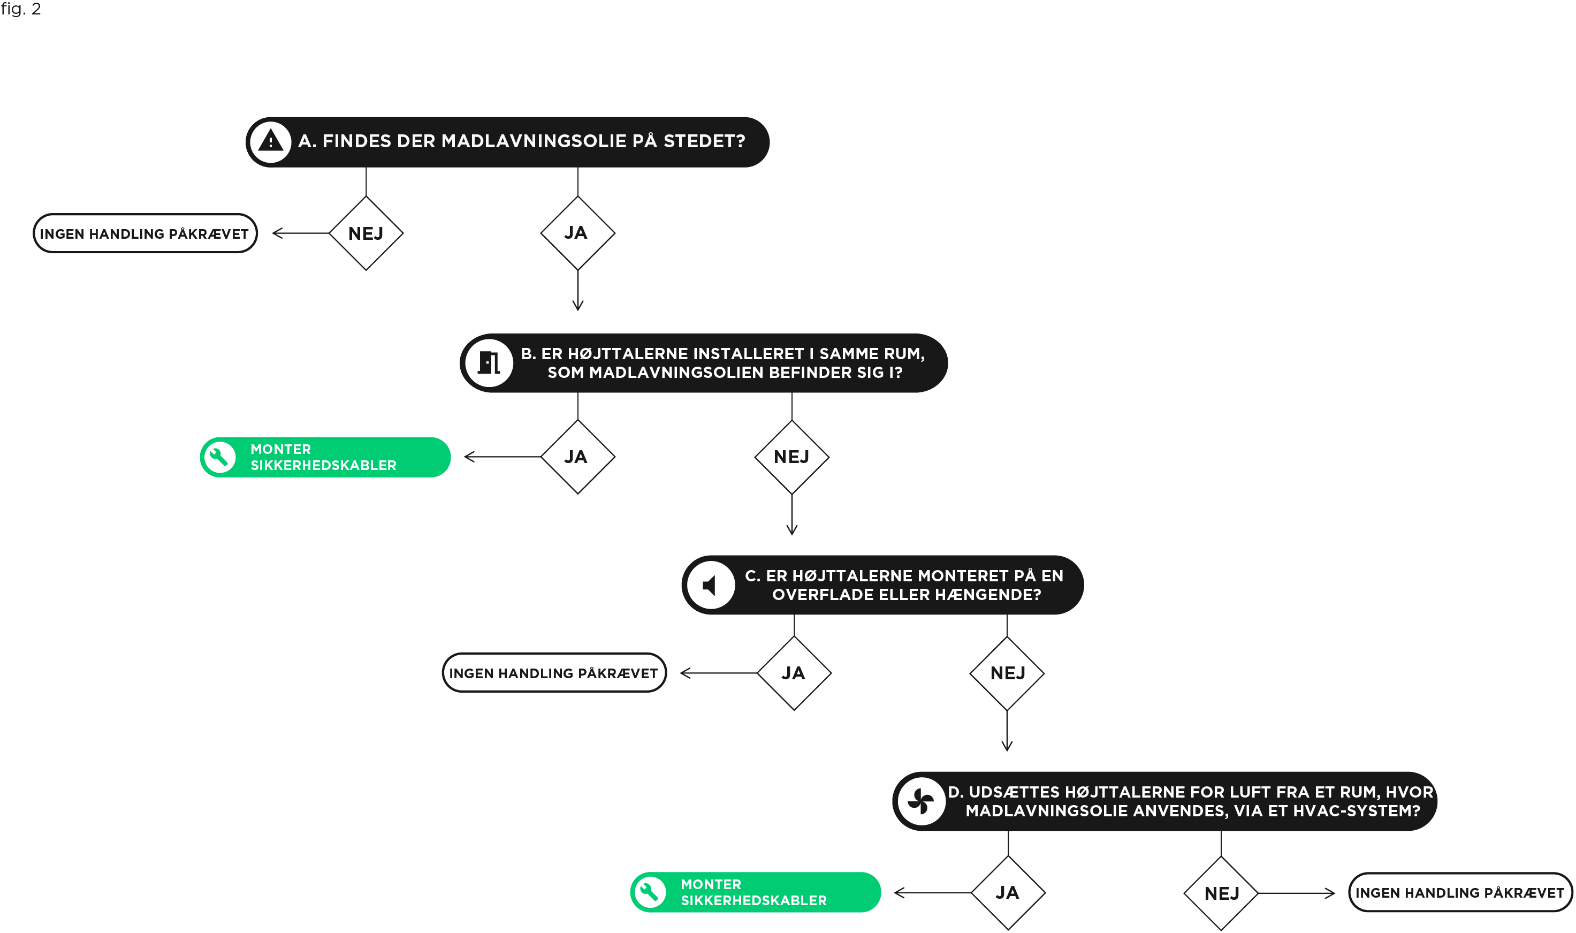 fig. 2
A. FINDES DER MADLAVNINGSOLIE PÅ STEDET?
INGEN HANDLING PÅKRÆVET
NEJ
JA
B. ER HØJTTALERNE INSTALLERET I SAMME RUM,
SOM MADLAVNINGSOLIEN BEFINDER SIG I?
MONTER
SIKKERHEDSKABLER
JA
NEJ
C. ER HØJTTALERNE MONTERET PÅ EN
OVERFLADE ELLER HÆNGENDE?
INGEN HANDLING PÅKRÆVET
JA
NEJ
D. UDSÆTTES HØJTTALERNE FOR LUFT FRA ET RUM, HVOR
MADLAVNINGSOLIE ANVENDES, VIA ET HVAC-SYSTEM?
MONTER
SIKKERHEDSKABLER
JA
NEJ
INGEN HANDLING PÅKRÆVET